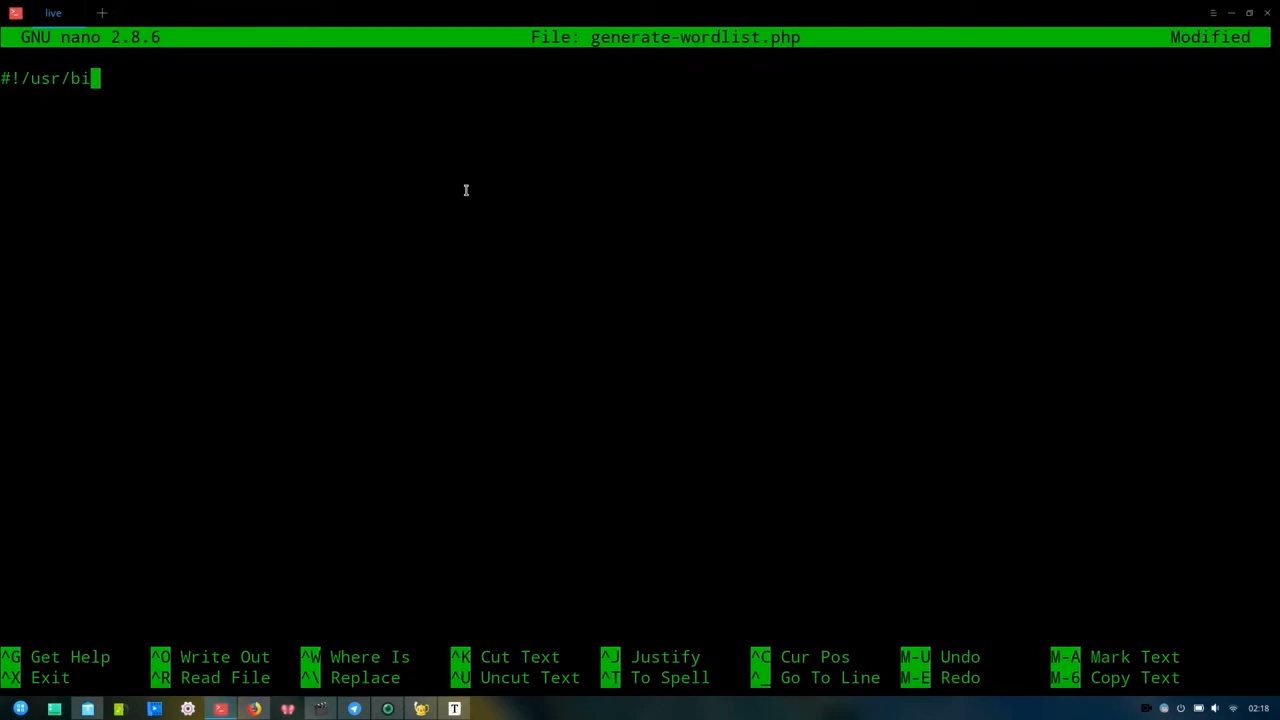 live
GNU nano 2.8.6 File: generate-wordlist.php Modified
#!/usr/bi
^G Get Help ^O Write Out ^W Where Is ^K Cut Text ^J Justify ^C Cur Pos M-U Undo M-A Mark Text
^X Exit ^R Read File ^\ Replace ^U Uncut Text ^T To Spell ^_ Go To Line M-E Redo M-6 Copy Text
T 02:18